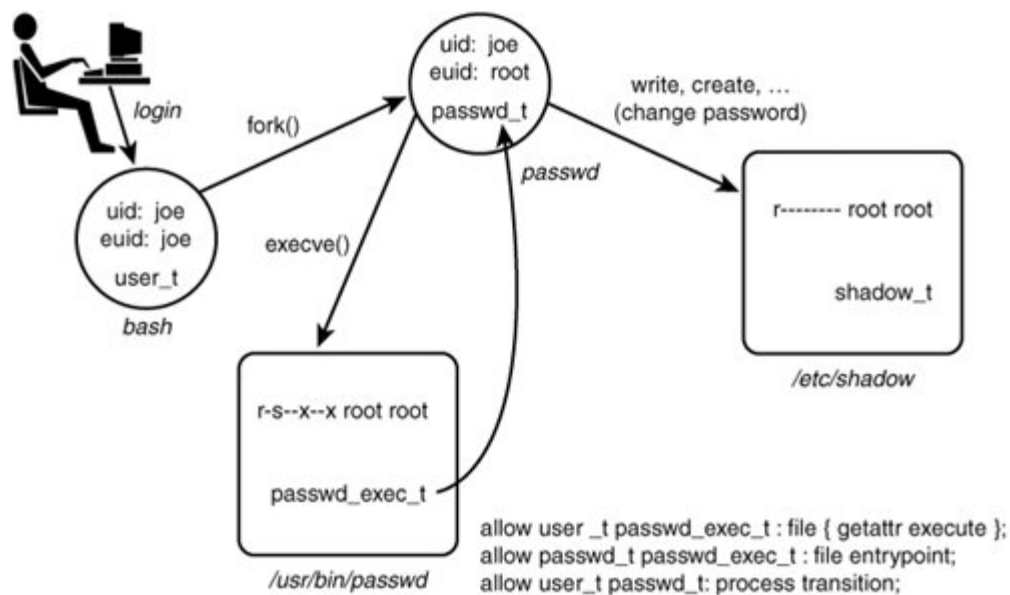 login
uid: joe
euid: joe
user_t
bash
fork()
uid: joe
euid: root
passwd_t
execve()
passwd
write, create, …
(change password)
r-------- root root
shadow_t
/etc/shadow
r-s--x--x root root
passwd_exec_t
/usr/bin/passwd
allow user _t passwd_exec_t : file { getattr execute };
allow passwd_t passwd_exec_t : file entrypoint;
allow user_t passwd_t: process transition;